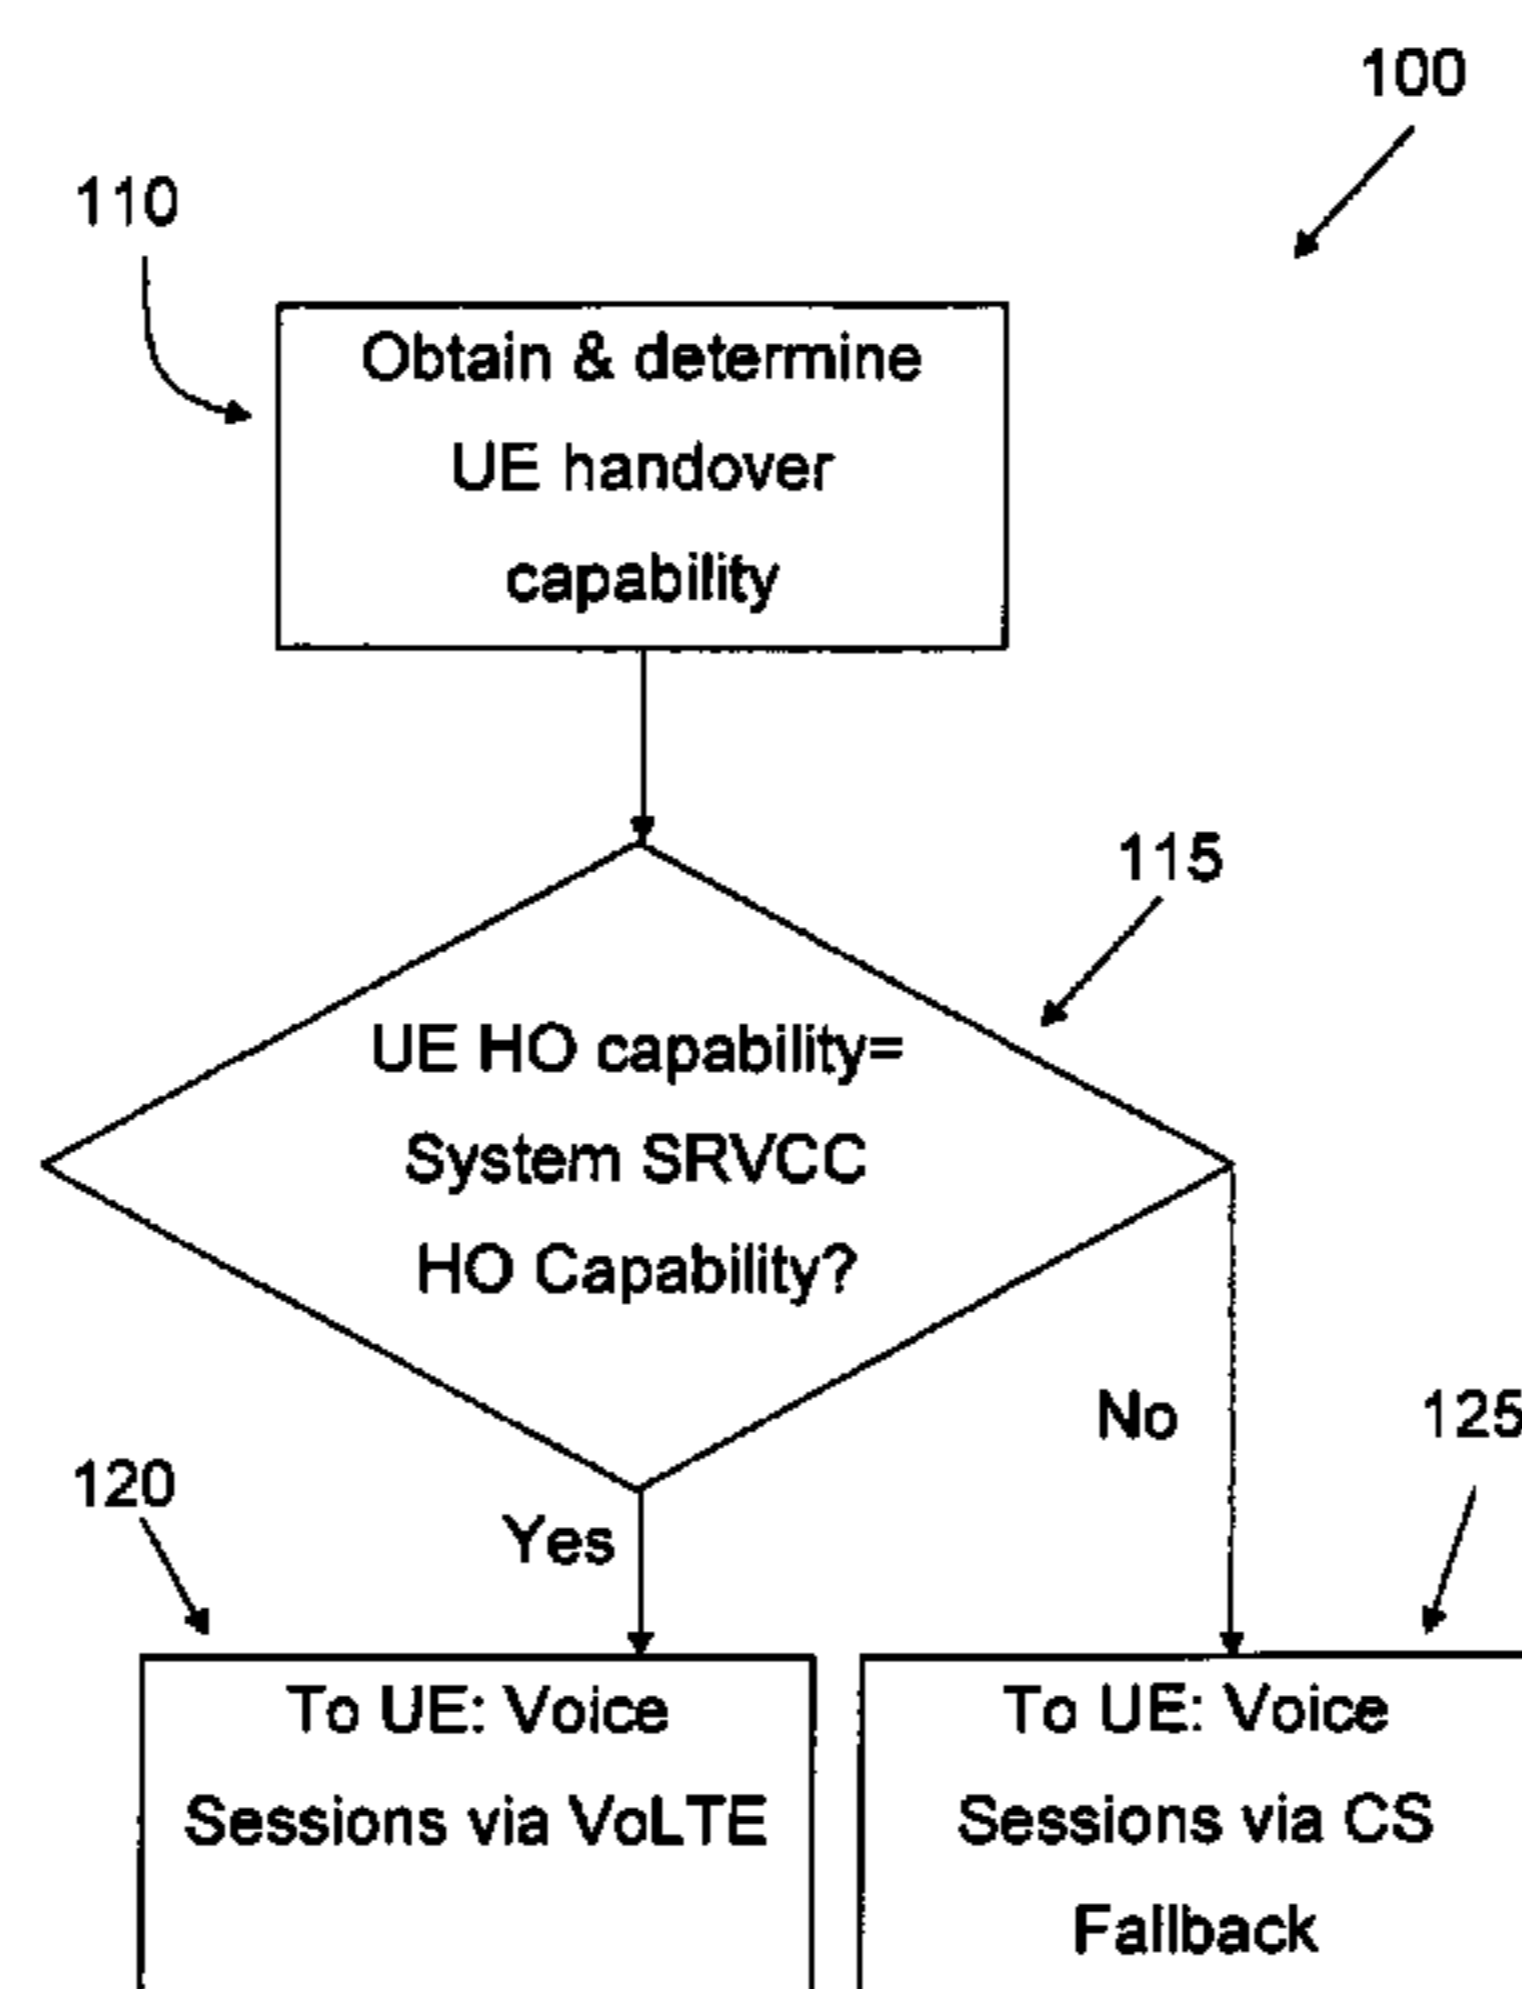 100
110
Obtain & determine
UE handover
capability
115
UE HO capability=
System SRVCC
HO Capability?
No
125
120
Yes
To UE: Voice
Sessions via VoLTE
To UE: Voice
Sessions via CS
Fallback